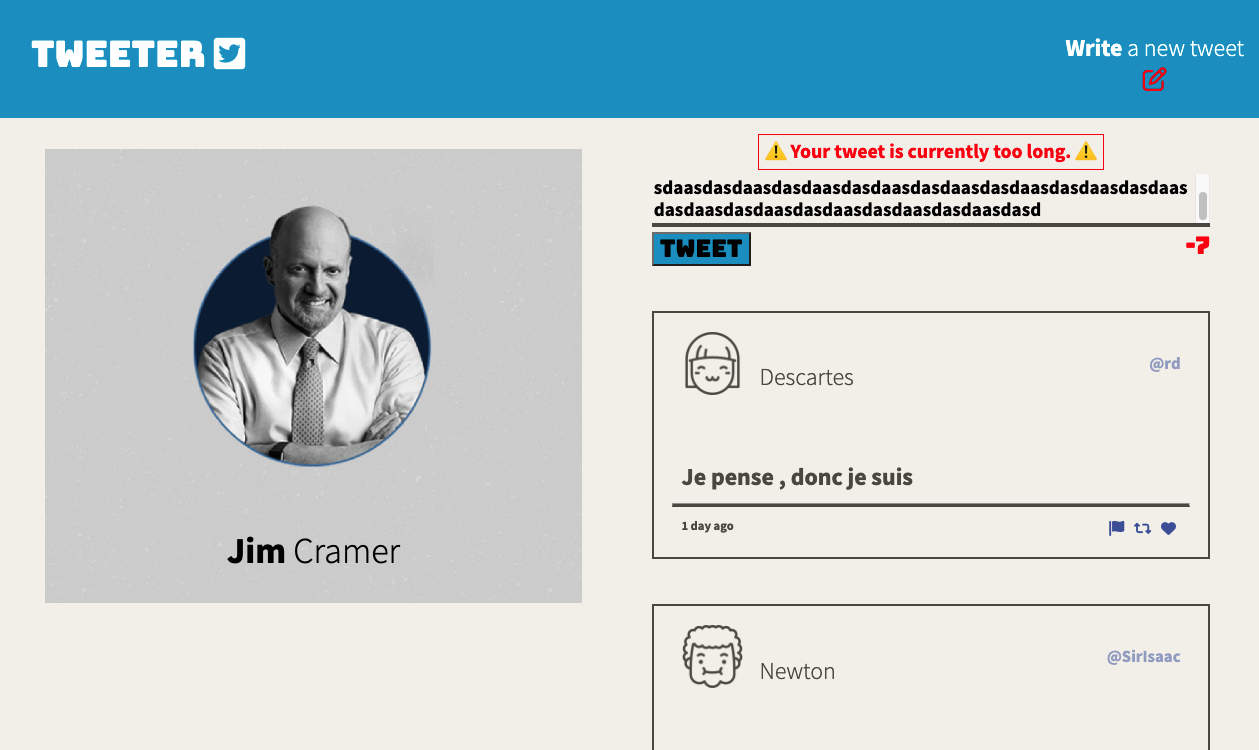 TWEETER
Write a new tweet
⚠️ Your tweet is currently too long. ⚠️
sdaasdasdaasdasdaasdasdaasdasdaasdasdaasdasdaasdasdaas
dasdaasdasdaasdasdaasdasdaasdasdaasdasd
TWEET
-7
Jim Cramer
Descartes
@rd
Je pense , donc je suis
1 day ago
Newton
@SirIsaac